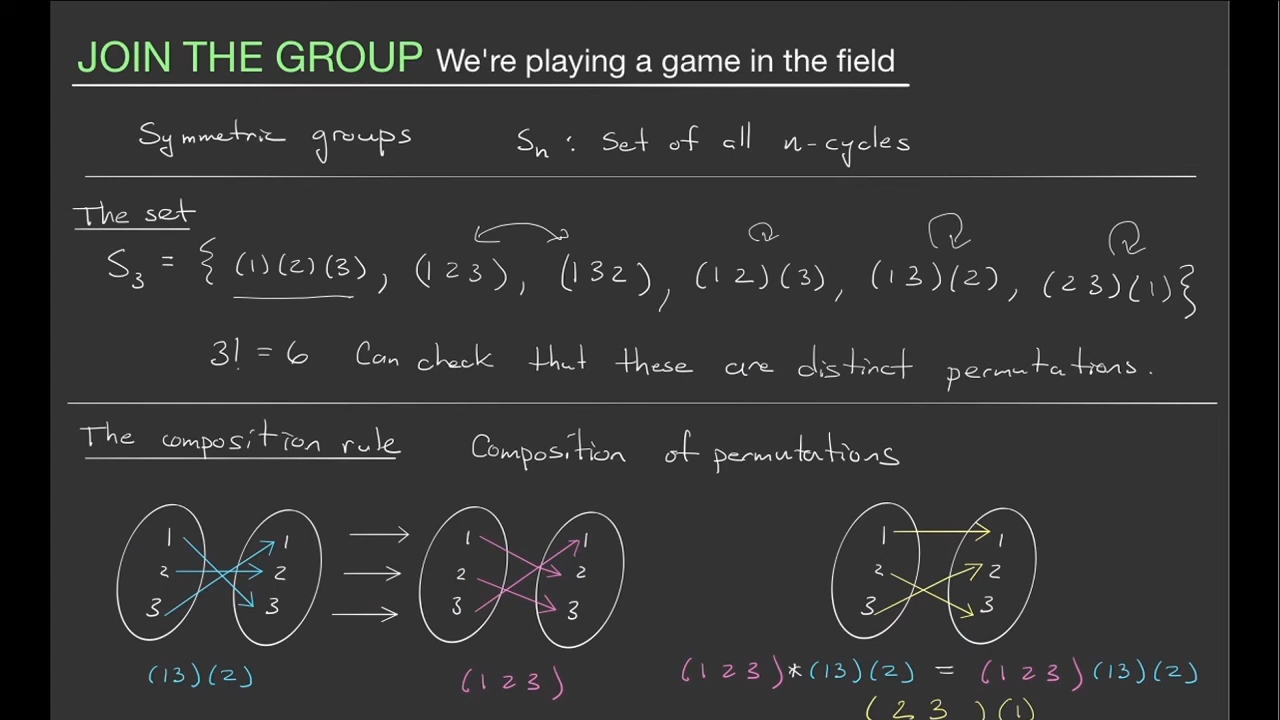 JOIN THE GROUP We're playing a game in the field
Symmetric groups Sₙ : Set of all n-cycles
The set
S₃ = { (1)(2)(3), (1 2 3), (1 3 2), (1 2)(3), (1 3)(2), (2 3)(1)}
3! = 6 Can check that these are distinct permutations.
The composition rule Composition of permutations
1 1 1 1 1 1
2 2 2 2 2 2
3 3 3 3 3 3
(13)(2) (1 2 3) (1 2 3)*(13)(2) = (1 2 3)(13)(2)
(2 3 )(1)